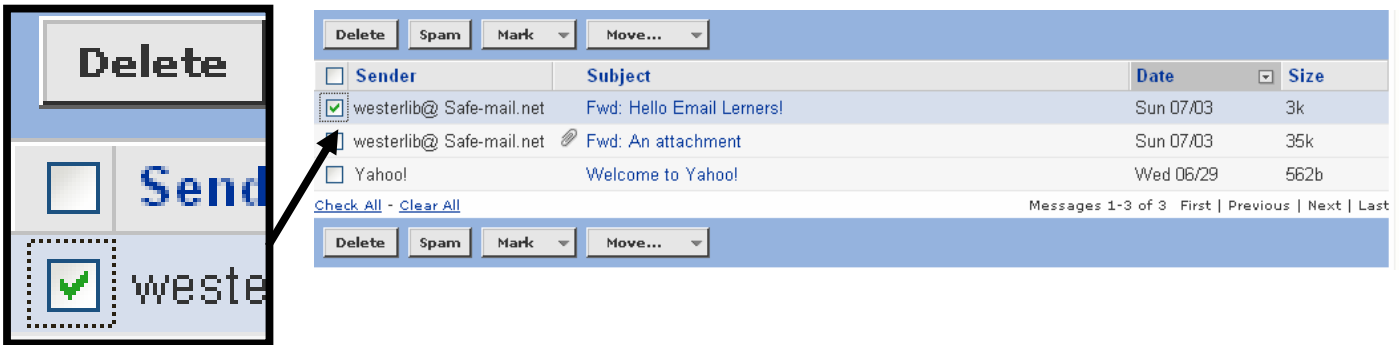 Delete
Send
weste
Delete Spam Mark Move...
Sender Subject Date Size
westerlib@ Safe-mail.net Fwd: Hello Email Lerners! Sun 07/03 3k
westerlib@ Safe-mail.net Fwd: An attachment Sun 07/03 35k
Yahoo! Welcome to Yahoo! Wed 06/29 562b
Check All - Clear All Messages 1-3 of 3 First | Previous | Next | Last
Delete Spam Mark Move...